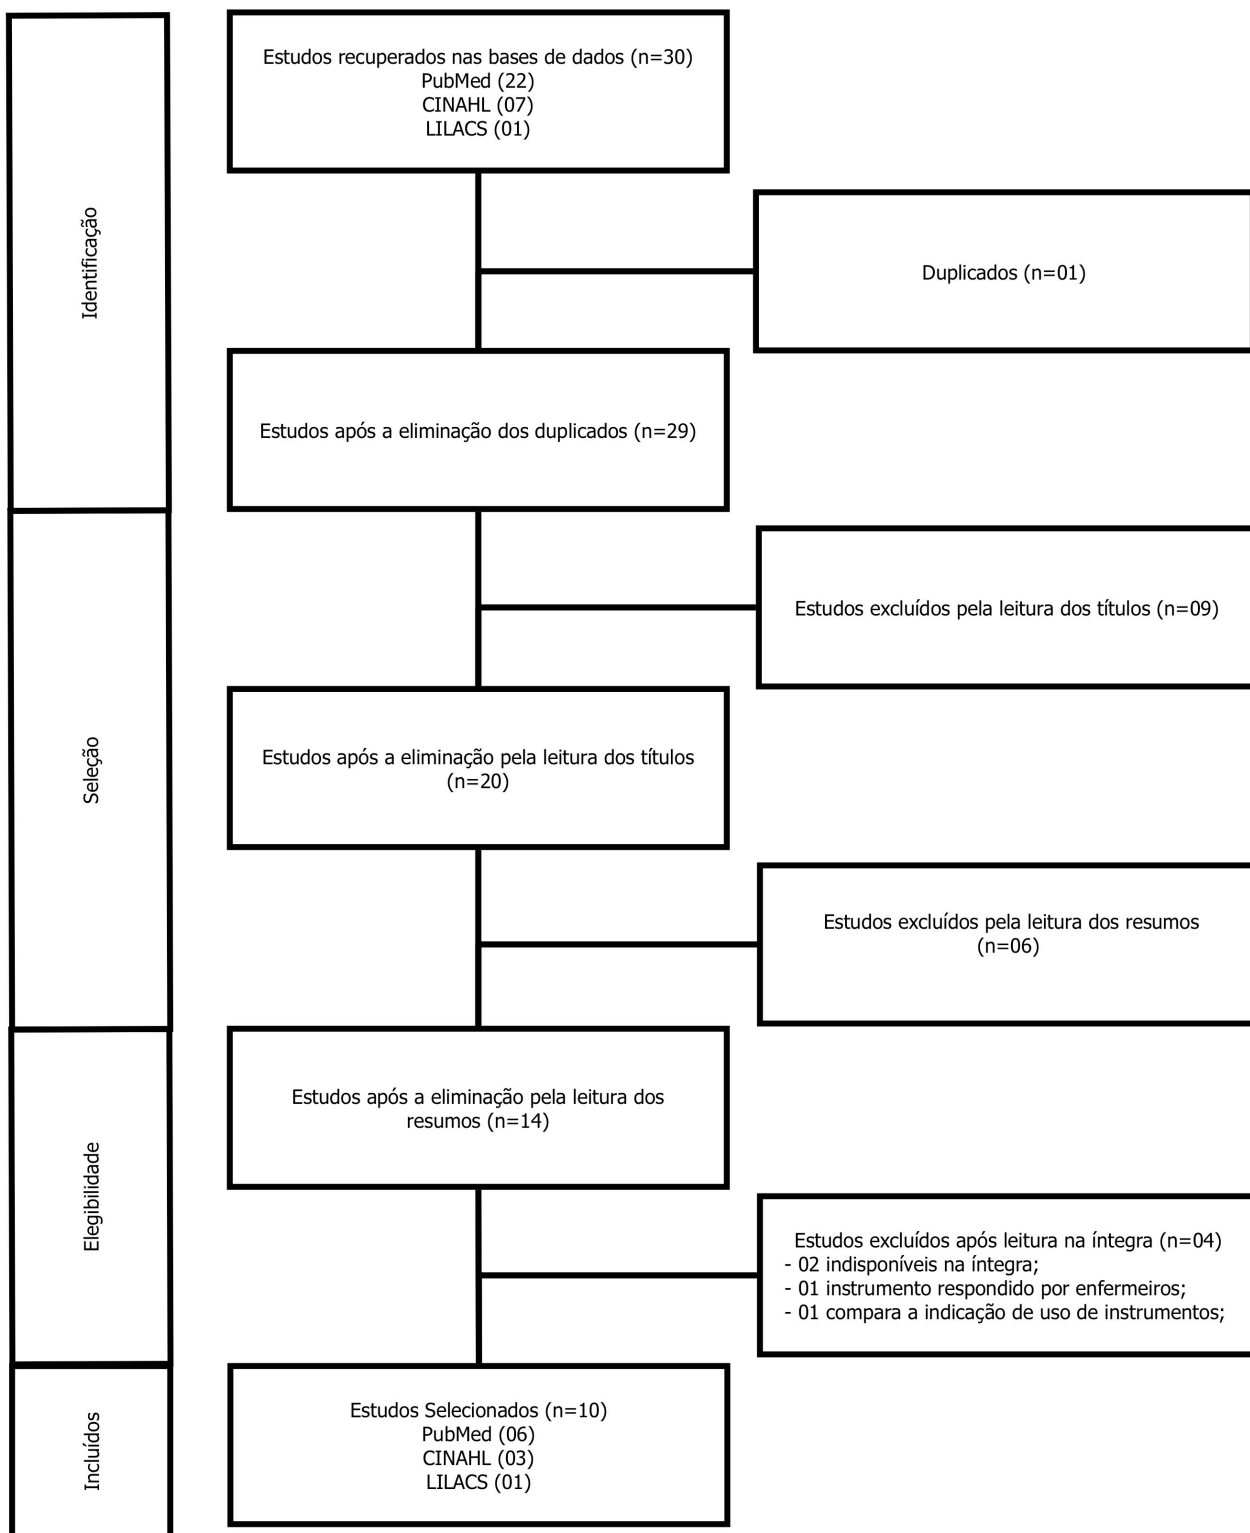 Identificação
Estudos recuperados nas bases de dados (n=30)
PubMed (22)
CINAHL (07)
LILACS (01)
Duplicados (n=01)
Estudos após a eliminação dos duplicados (n=29)
Seleção
Estudos excluídos pela leitura dos títulos (n=09)
Estudos após a eliminação pela leitura dos títulos
(n=20)
Estudos excluídos pela leitura dos resumos
(n=06)
Elegibilidade
Estudos após a eliminação pela leitura dos
resumos (n=14)
Estudos excluídos após leitura na íntegra (n=04)
- 02 indisponíveis na íntegra;
- 01 instrumento respondido por enfermeiros;
- 01 compara a indicação de uso de instrumentos;
Incluídos
Estudos Selecionados (n=10)
PubMed (06)
CINAHL (03)
LILACS (01)